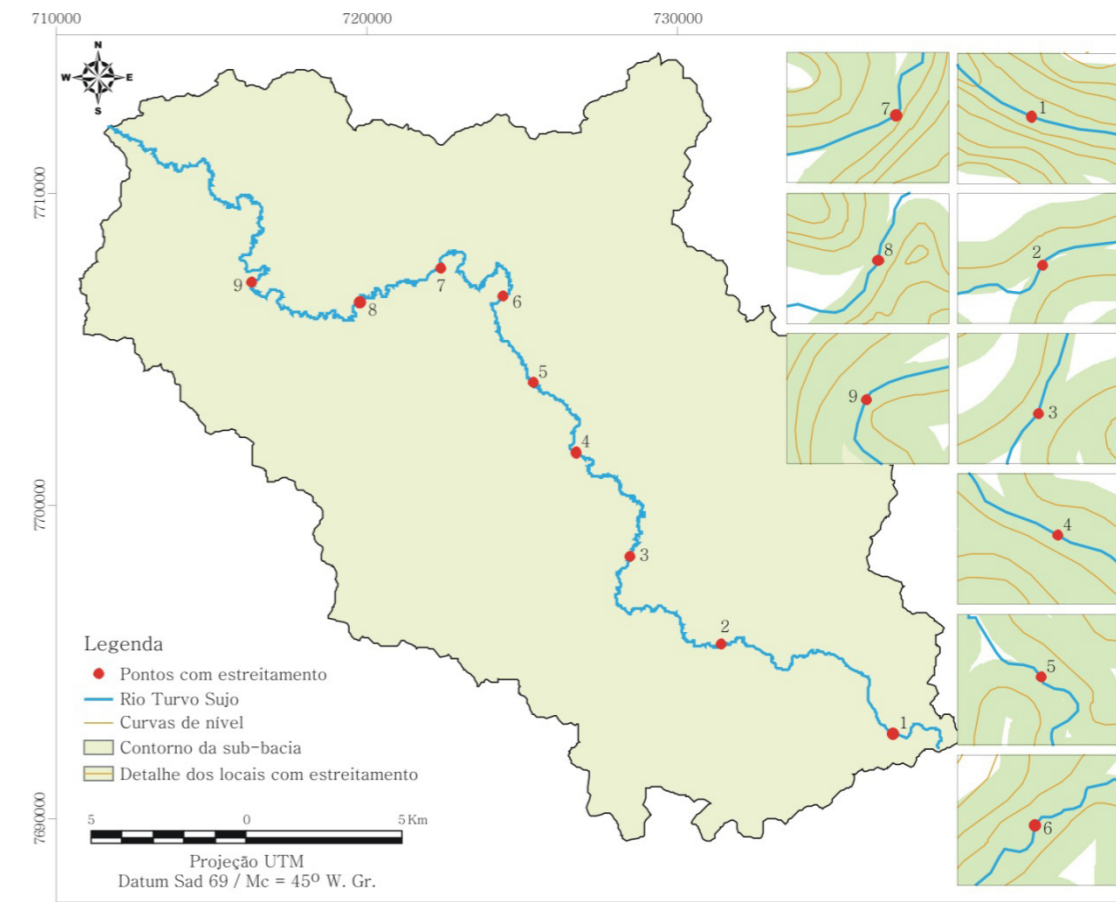 710000 720000 730000
N
W E
S
7710000
7700000
7690000
9
8
7
6
5
4
3
2
1
7
1
8
2
9
3
4
5
6
Legenda
Pontos com estreitamento
Rio Turvo Sujo
Curvas de nível
Contorno da sub-bacia
Detalhe dos locais com estreitamento
5 0 5 Km
Projeção UTM
Datum Sad 69 / Mc = 45º W. Gr.